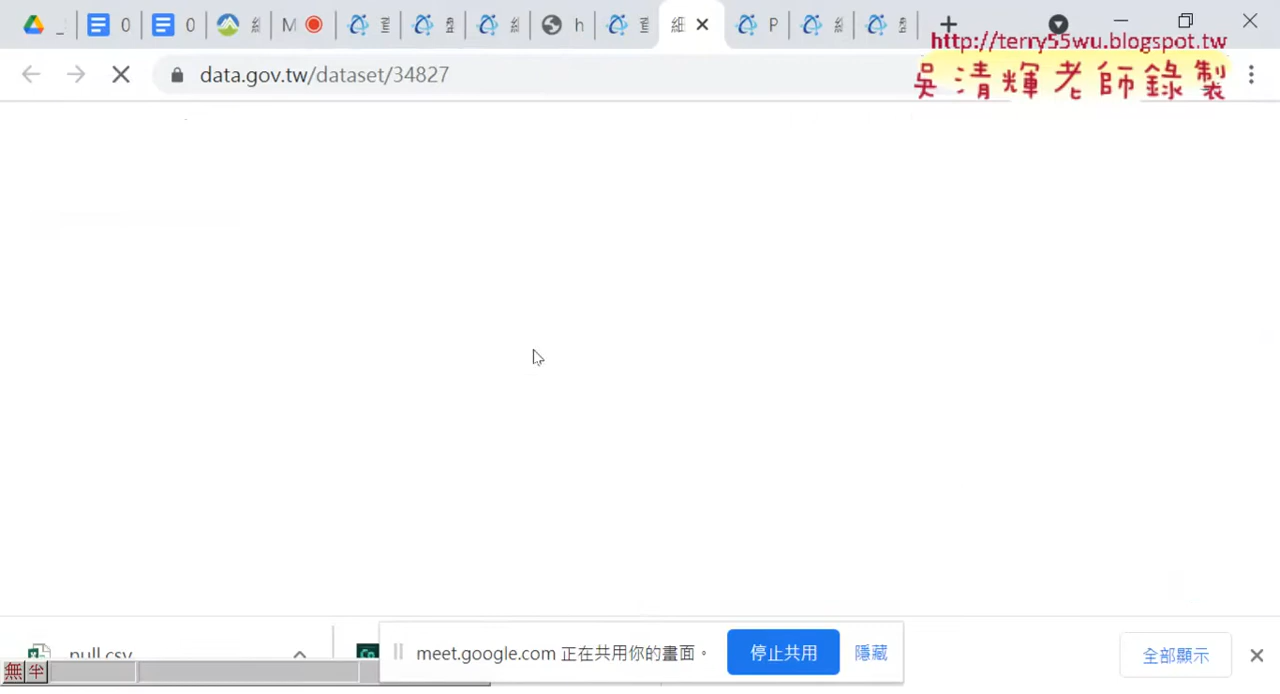 0
0
M
h
P
http://terry55wu.blogspot.tw
data.gov.tw/dataset/34827
吳清輝老師錄製
null.csv
meet.google.com 正在共用你的畫面。
停止共用
隱藏
全部顯示
無半